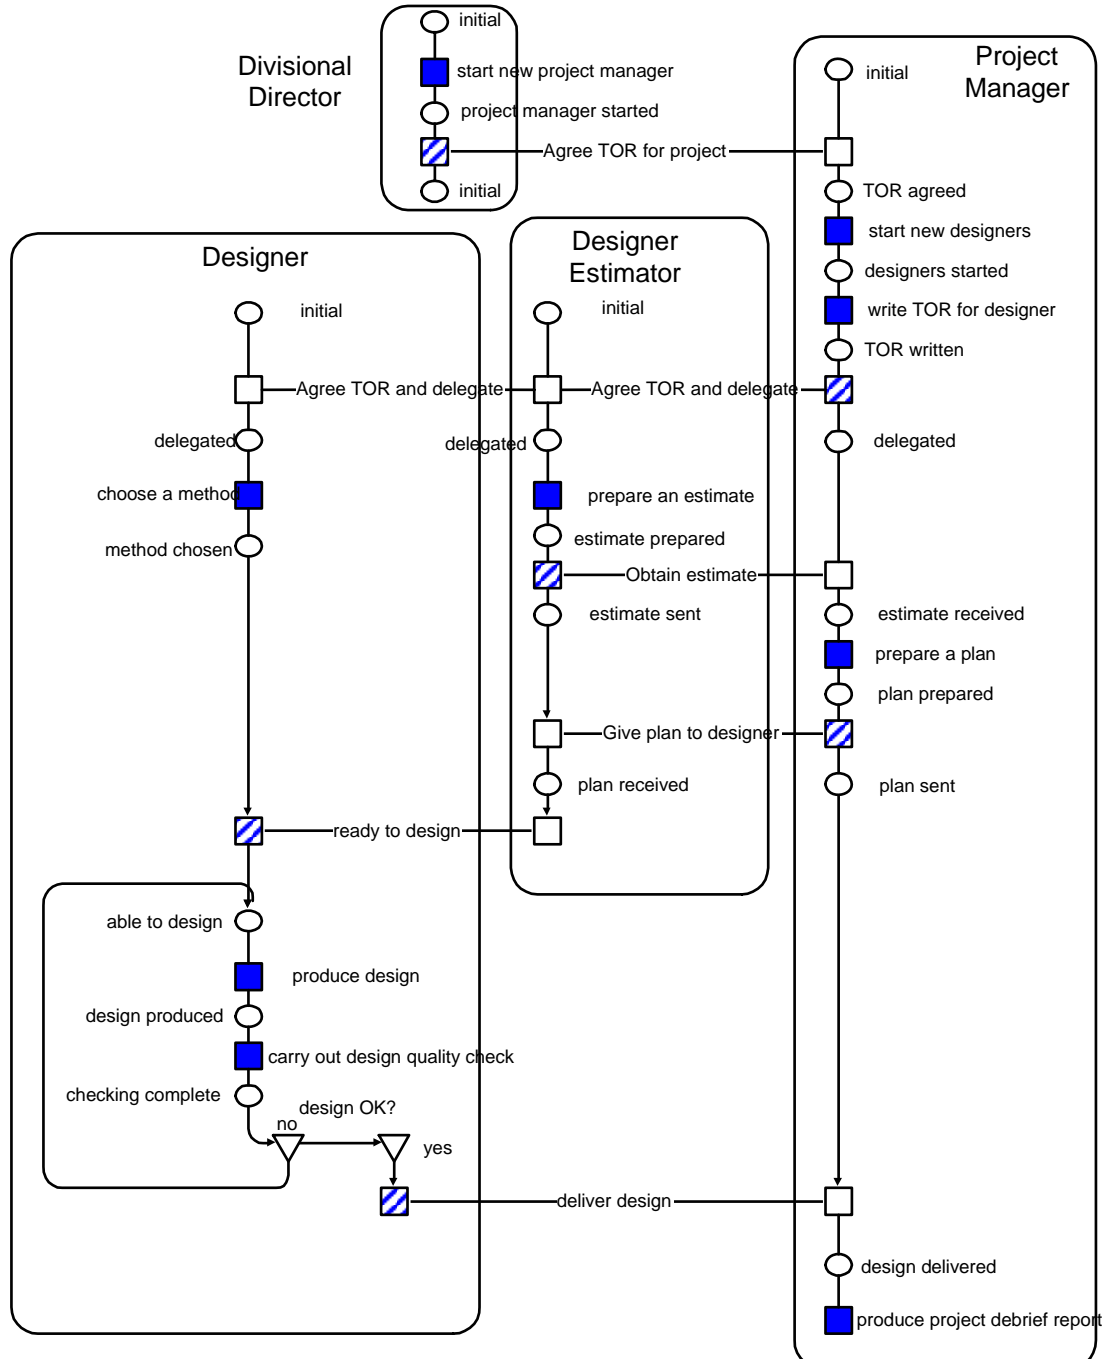 initial
Divisional
Director
start new project manager
project manager started
Agree TOR for project
initial
Project
Manager
initial
TOR agreed
start new designers
designers started
write TOR for designer
TOR written
Designer
initial
Designer
Estimator
initial
Agree TOR and delegate
Agree TOR and delegate
delegated
delegated
delegated
choose a method
prepare an estimate
method chosen
estimate prepared
Obtain estimate
estimate sent
estimate received
prepare a plan
plan prepared
Give plan to designer
plan received
plan sent
ready to design
able to design
produce design
design produced
carry out design quality check
checking complete
design OK?
no
yes
deliver design
design delivered
produce project debrief report